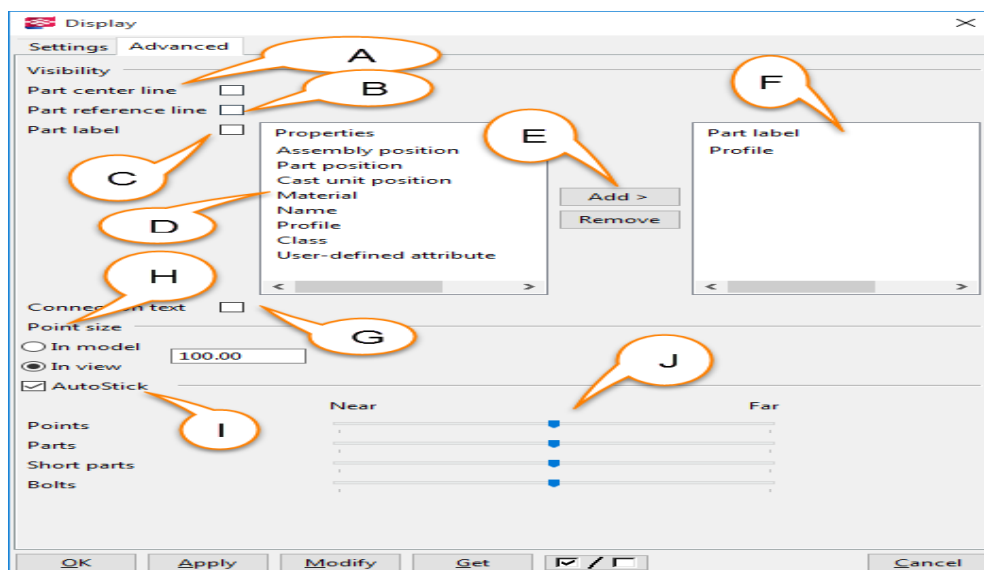 Display
Settings Advanced
A
Visibility
Part center line
B
F
Part reference line
Part label
Properties
E
Part label
Assembly position
Profile
Part position
C
Cast unit position
Material
Add >
Name
D
Profile
Remove
Class
User-defined attribute
H
< >
< >
Connection text
G
Point size
In model
100.00
In view
J
AutoStick
I
Near Far
Points
Parts
Short parts
Bolts
OK Apply Modify Get / Cancel